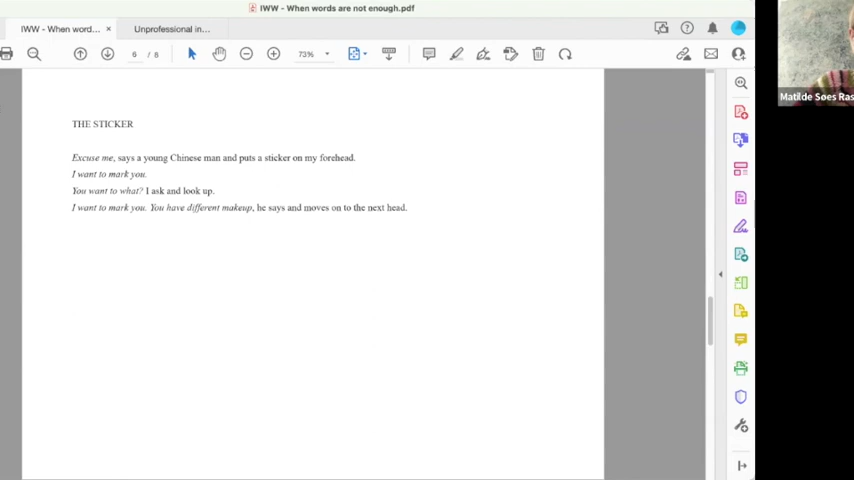 IWW - When words are not enough.pdf
IWW - When word...
Unprofessional in...
6 / 8
73%
Matilde Søes Ras
THE STICKER
Excuse me, says a young Chinese man and puts a sticker on my forehead.
I want to mark you.
You want to what? I ask and look up.
I want to mark you. You have different makeup, he says and moves on to the next head.